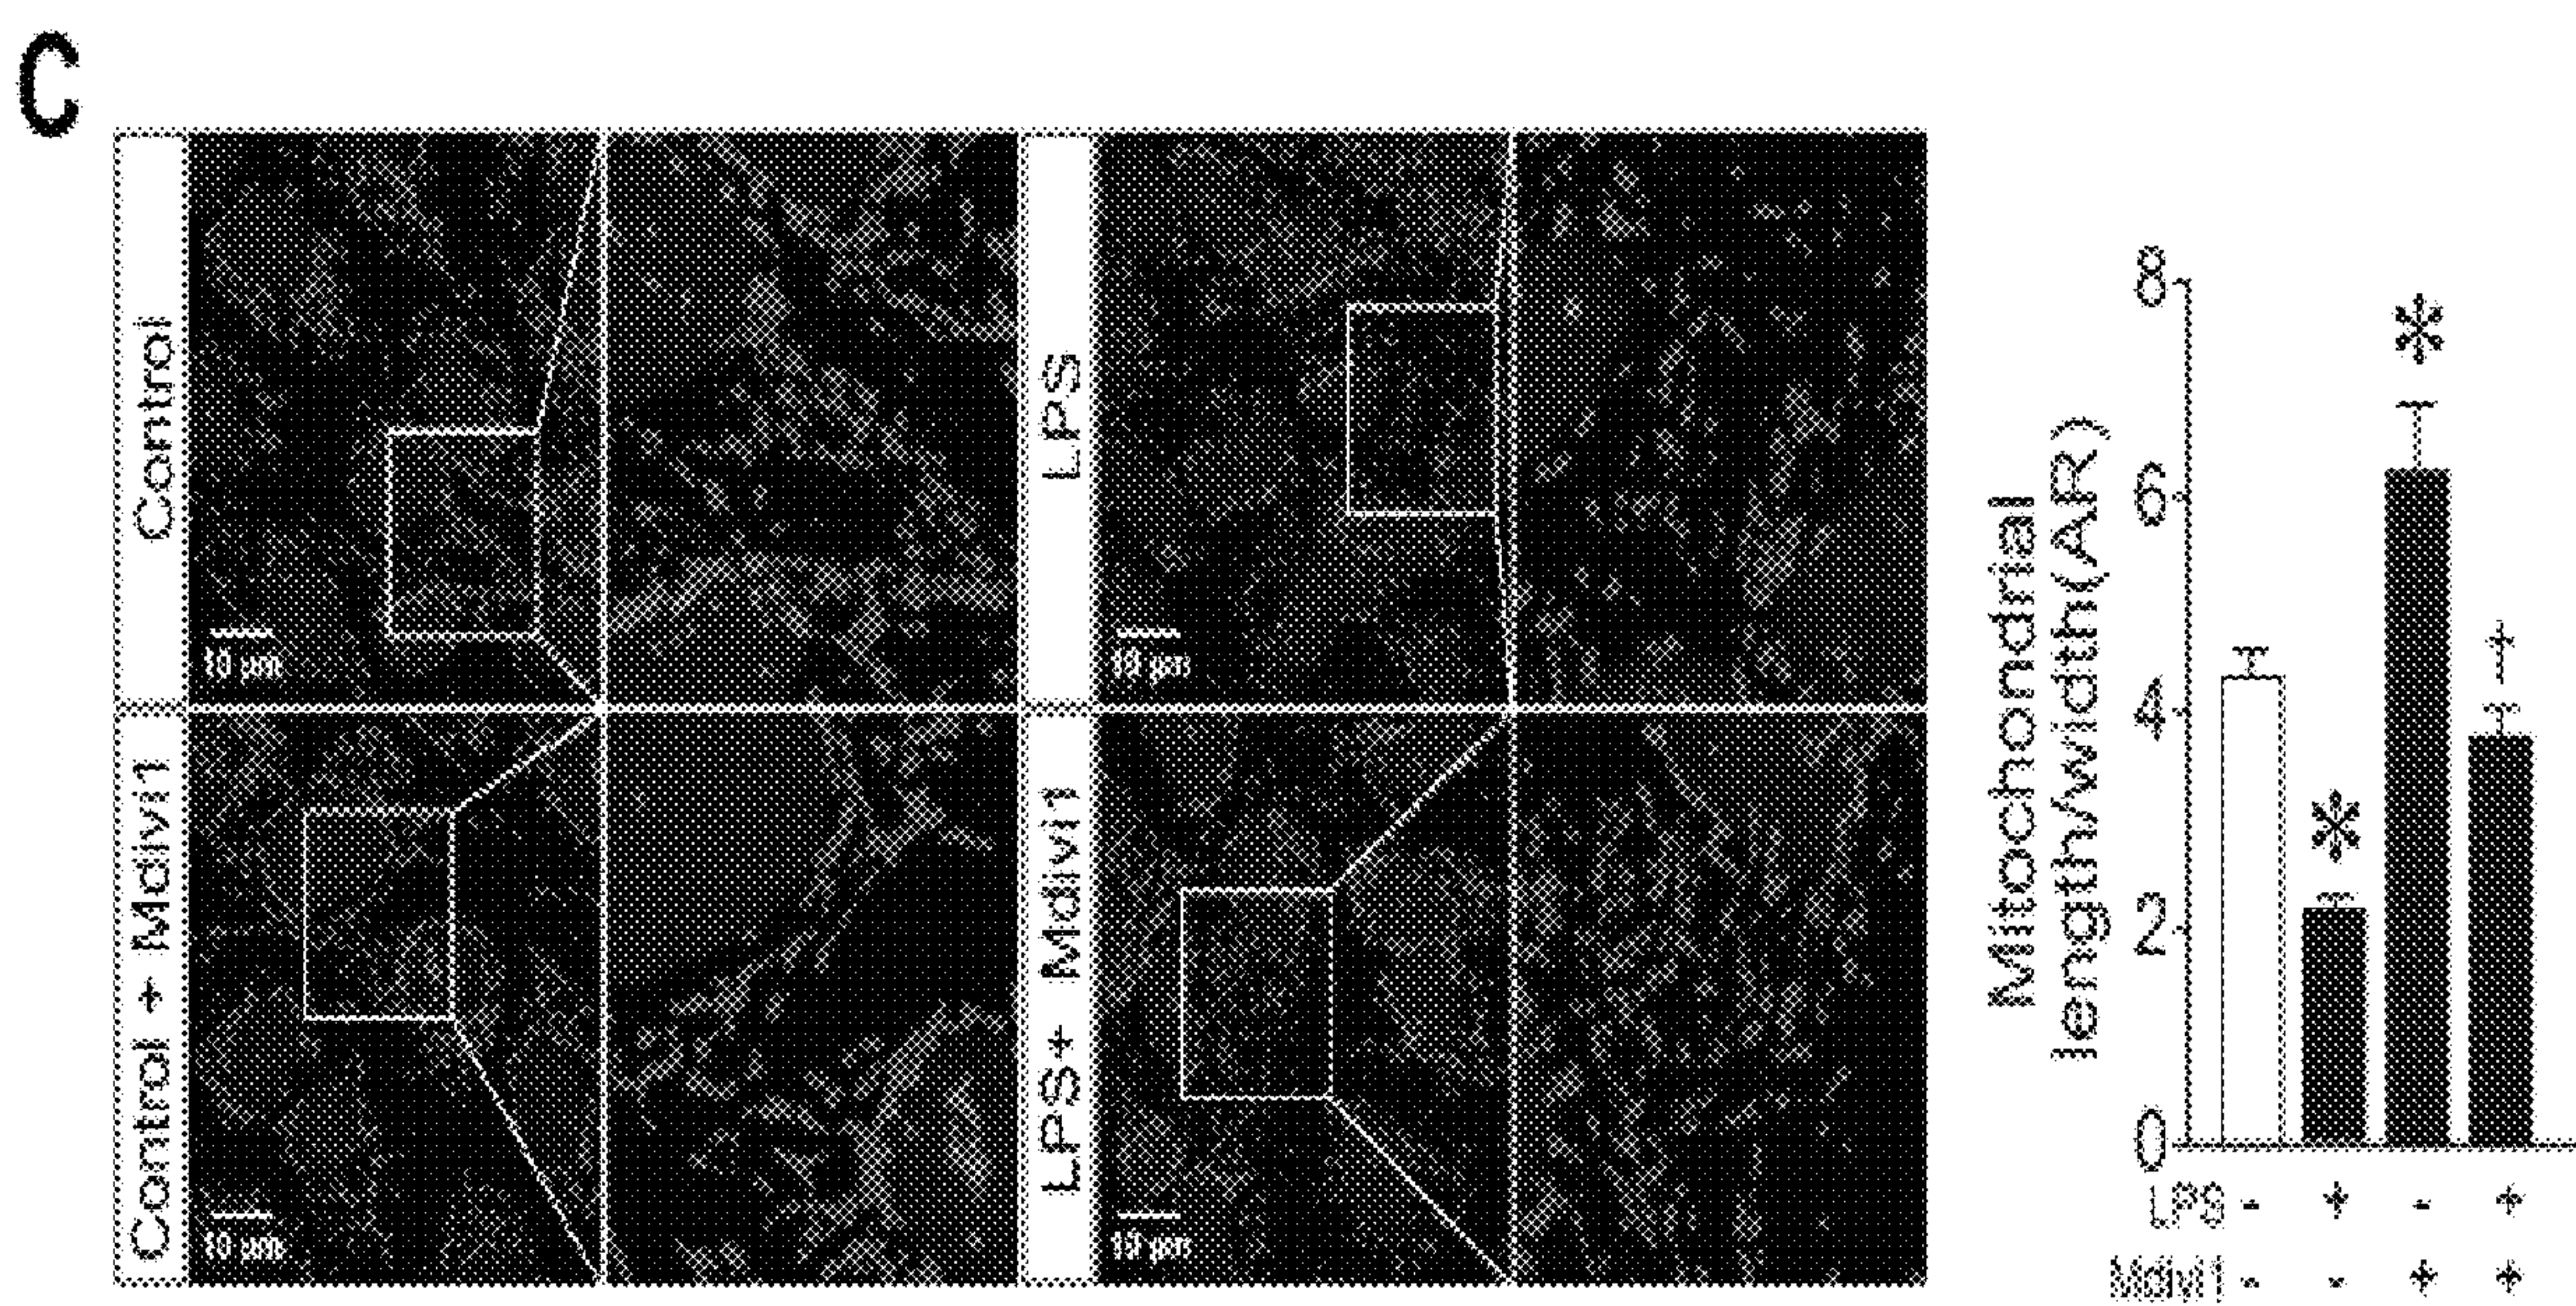 C
Control
10 µm
LPS
10 µm
Control + Mdivi1
10 µm
LPS+ Mdivi1
10 µm
Mitochondrial
length/width(AR)
8
*
6
4
†
*
2
0
LPS - + - +
Mdivi1 - - + +